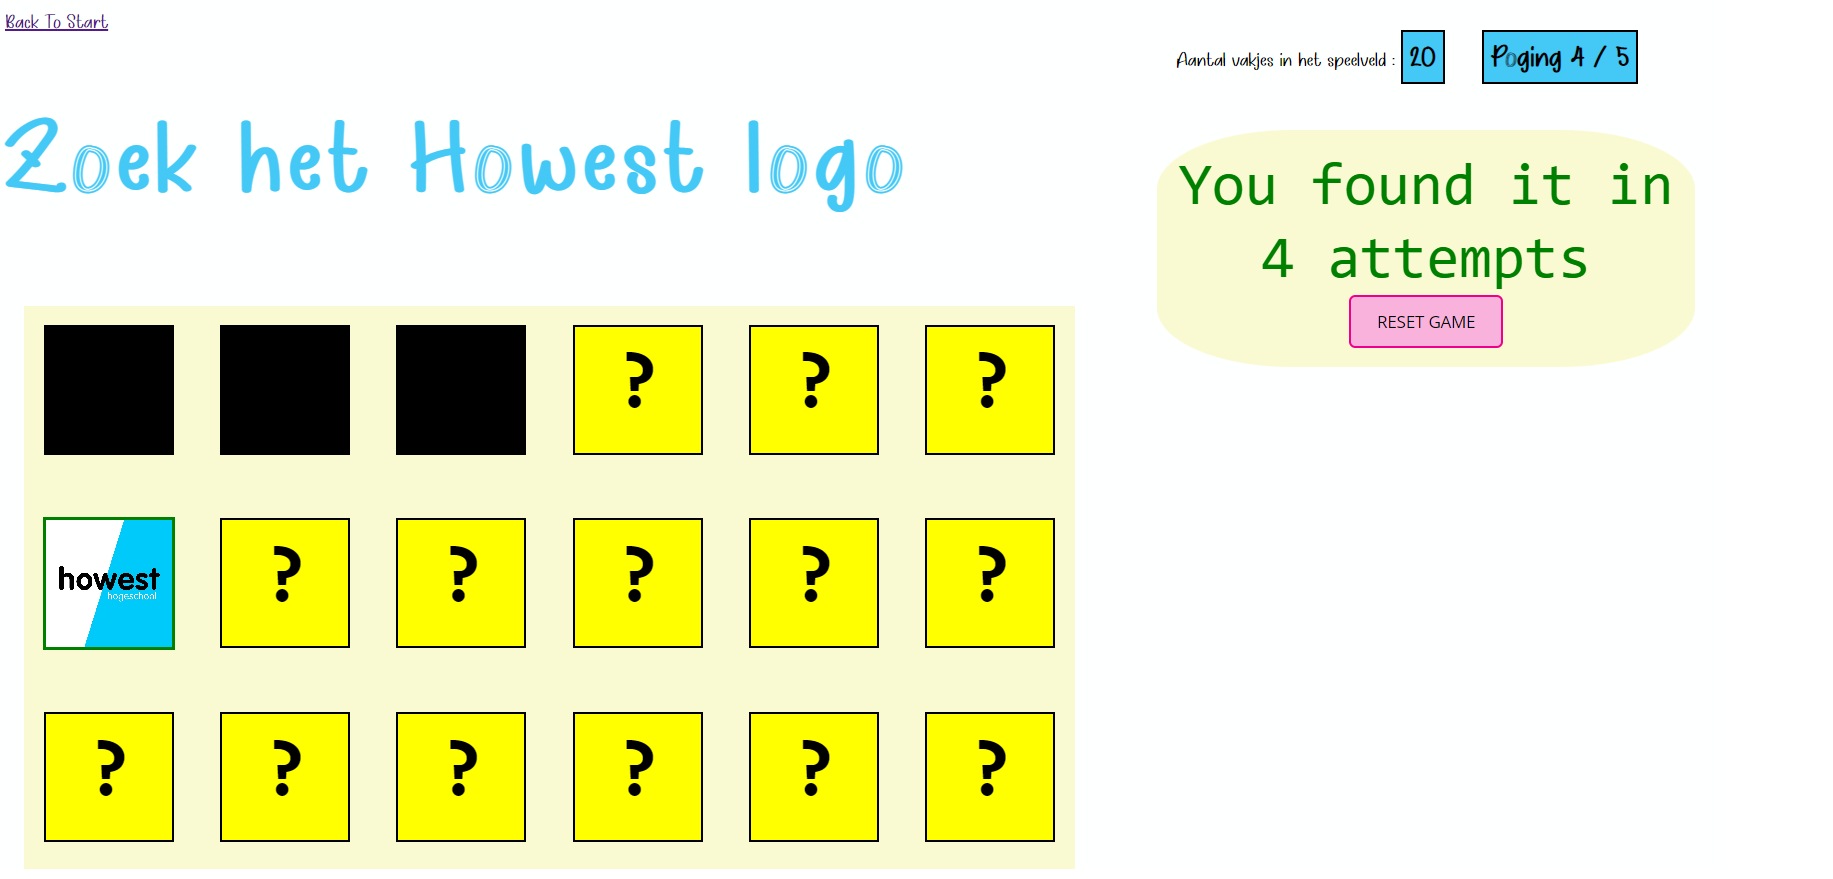 Back To Start
Aantal vakjes in het speelveld : 20
Poging 4 / 5
Zoek het Howest logo
You found it in
4 attempts
RESET GAME
? ? ?
howest
hogeschool
? ? ? ? ?
? ? ? ? ? ?